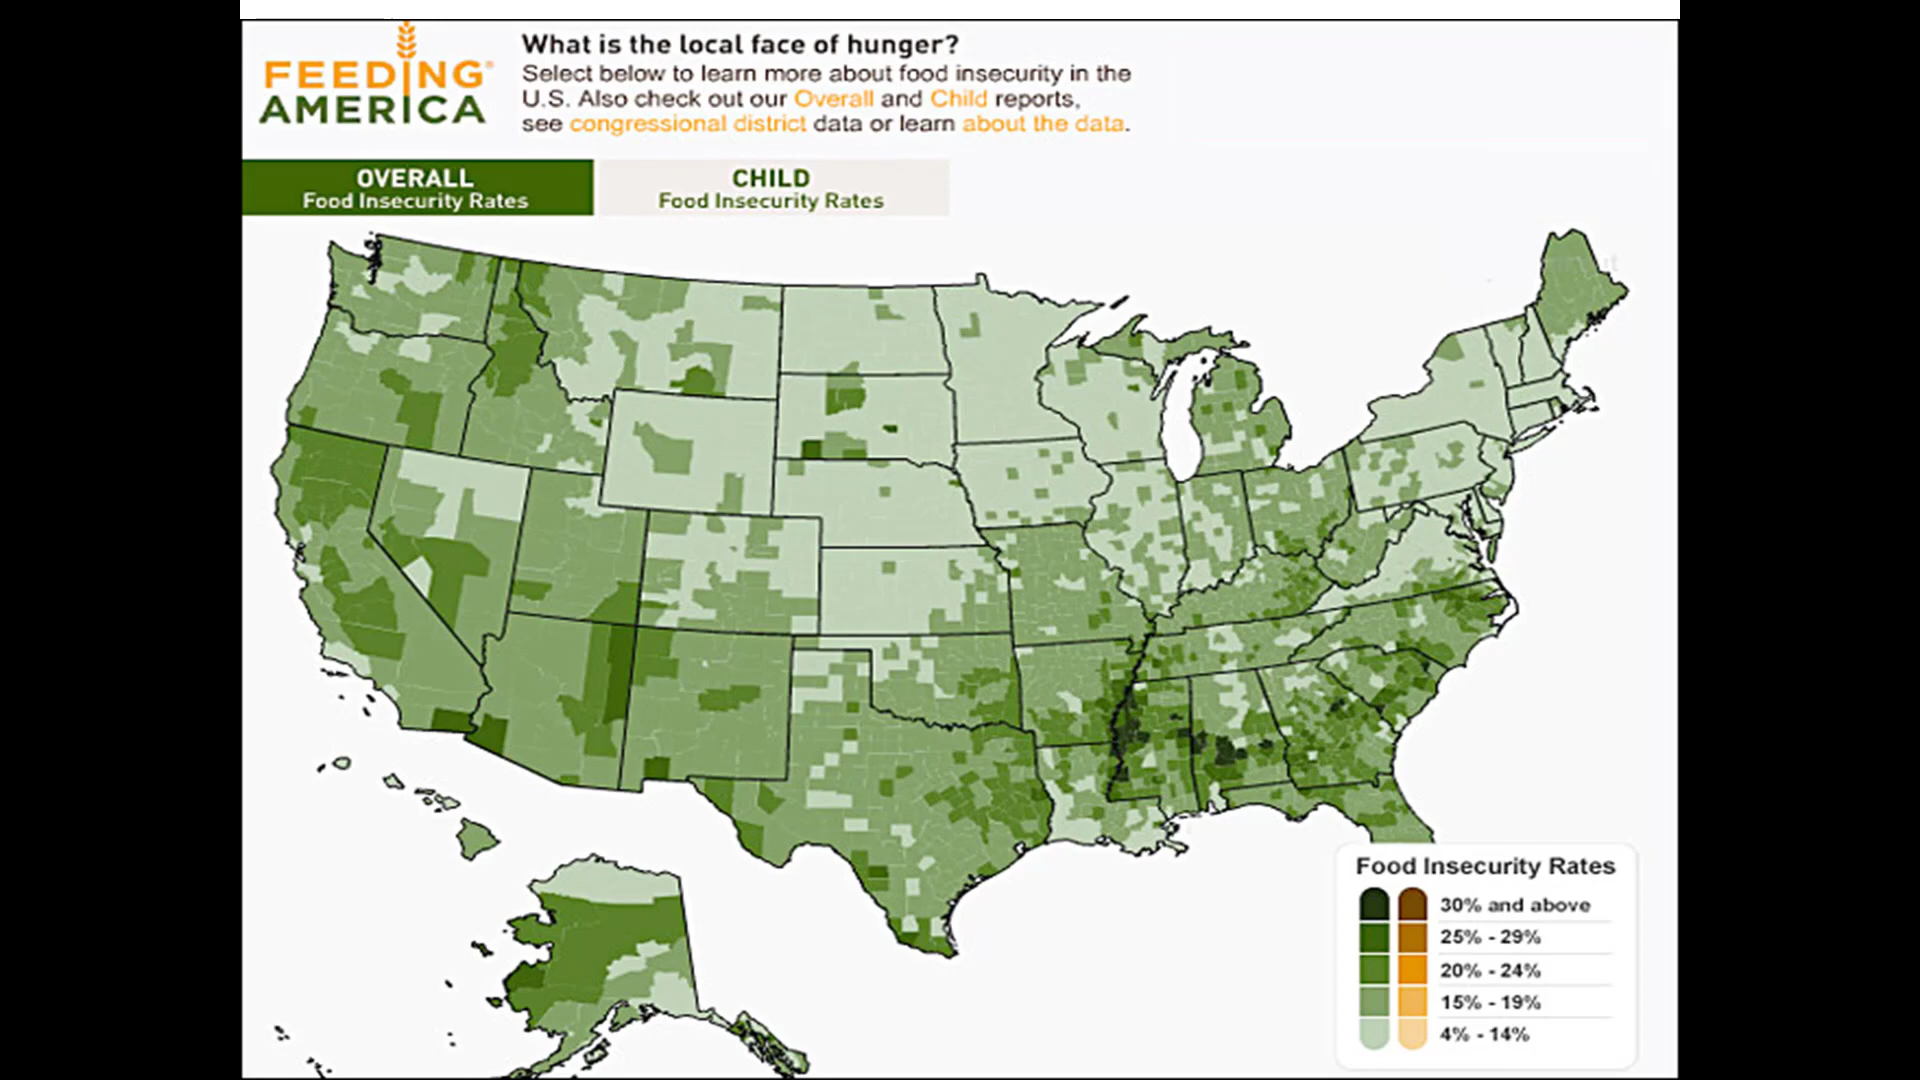 FEEDING
AMERICA
What is the local face of hunger?
Select below to learn more about food insecurity in the
U.S. Also check out our Overall and Child reports,
see congressional district data or learn about the data.
OVERALL
Food Insecurity Rates
CHILD
Food Insecurity Rates
Food Insecurity Rates
30% and above
25% - 29%
20% - 24%
15% - 19%
4% - 14%